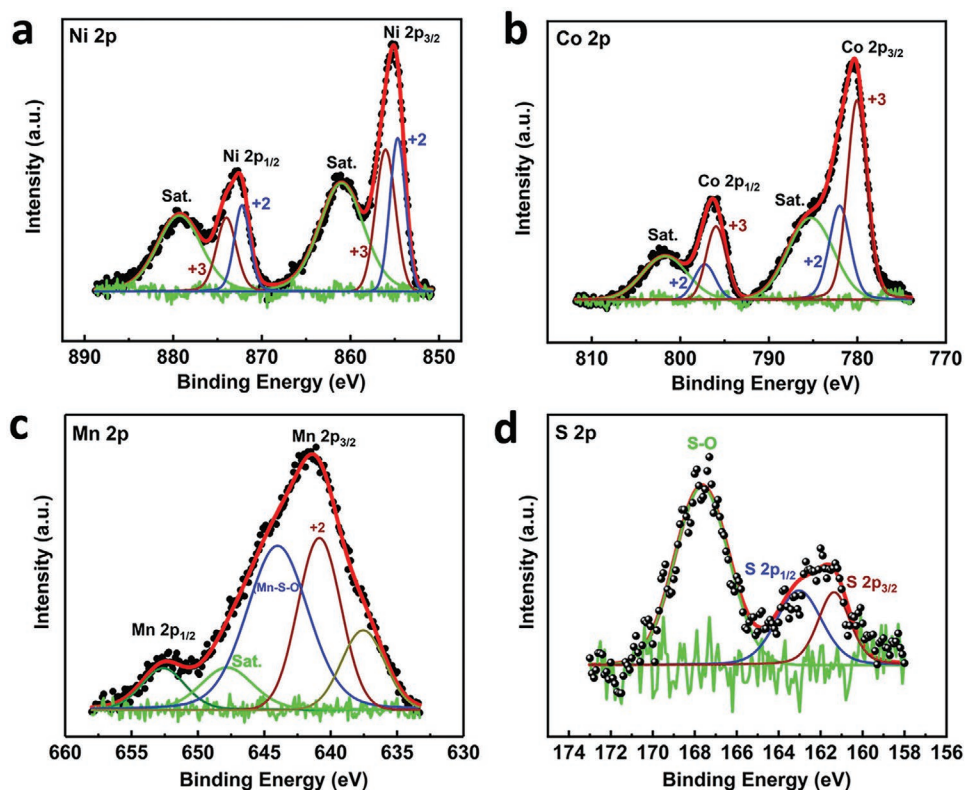 a
Ni 2p
Ni 2p3/2
Ni 2p1/2
Sat.
Sat.
+2
+2
+3
+3
Intensity (a.u.)
890 880 870 860 850
Binding Energy (eV)
b
Co 2p
Co 2p3/2
+3
Co 2p1/2
Sat.
Sat.
+3
+2
+2
Intensity (a.u.)
810 800 790 780 770
Binding Energy (eV)
c
Mn 2p
Mn 2p3/2
+2
Mn-S-O
Mn 2p1/2
Sat.
Intensity (a.u.)
660 655 650 645 640 635 630
Binding Energy (eV)
d
S 2p
S-O
S 2p1/2
S 2p3/2
Intensity (a.u.)
174 172 170 168 166 164 162 160 158 156
Binding Energy (eV)